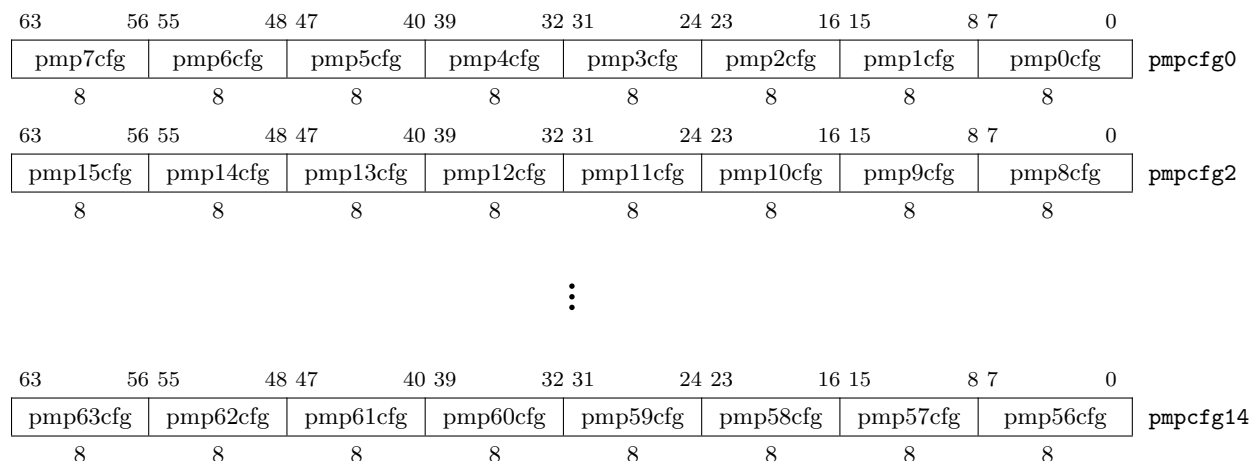 63 56 55 48 47 40 39 32 31 24 23 16 15 8 7 0
pmp7cfg pmp6cfg pmp5cfg pmp4cfg pmp3cfg pmp2cfg pmp1cfg pmp0cfg pmpcfg0
8 8 8 8 8 8 8 8
63 56 55 48 47 40 39 32 31 24 23 16 15 8 7 0
pmp15cfg pmp14cfg pmp13cfg pmp12cfg pmp11cfg pmp10cfg pmp9cfg pmp8cfg pmpcfg2
8 8 8 8 8 8 8 8
⋮
63 56 55 48 47 40 39 32 31 24 23 16 15 8 7 0
pmp63cfg pmp62cfg pmp61cfg pmp60cfg pmp59cfg pmp58cfg pmp57cfg pmp56cfg pmpcfg14
8 8 8 8 8 8 8 8